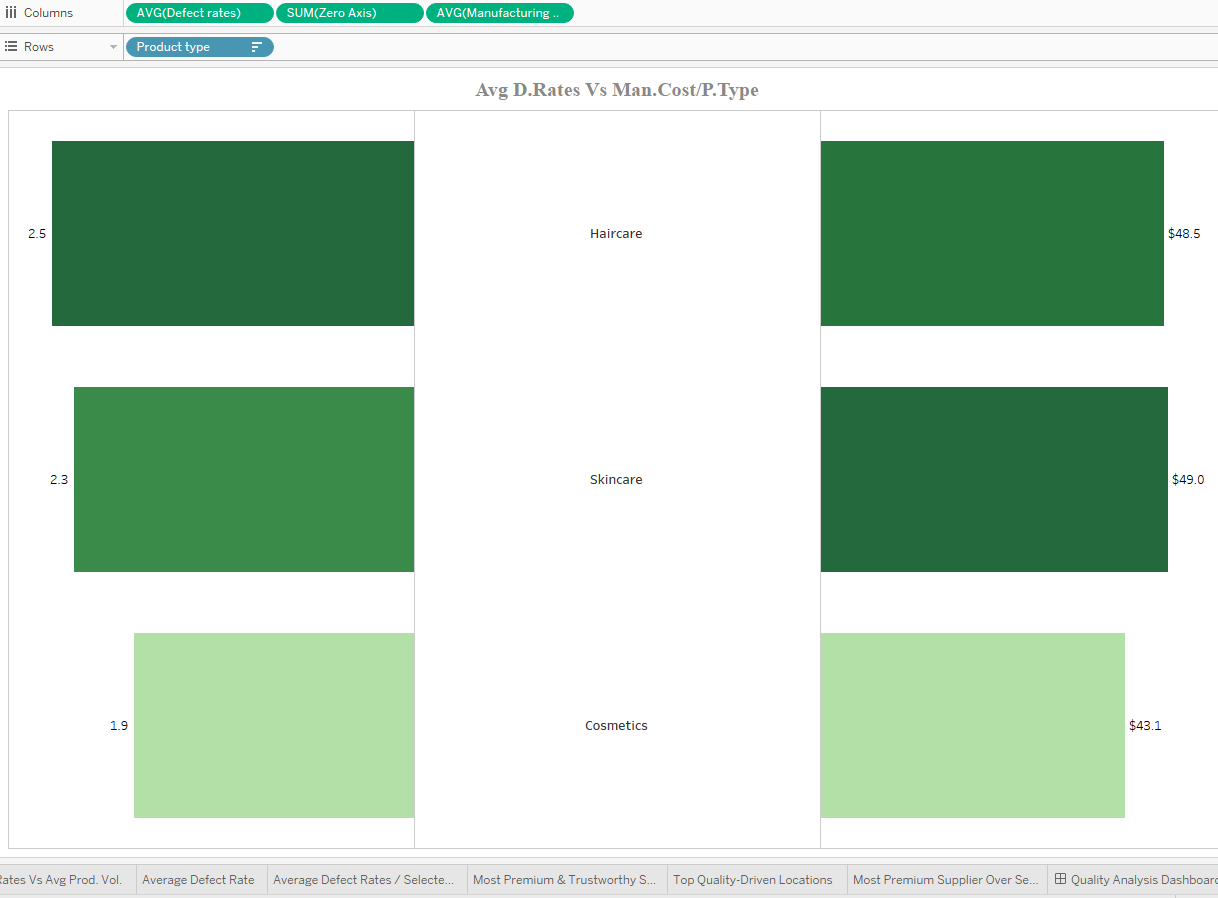 Columns
AVG(Defect rates)
SUM(Zero Axis)
AVG(Manufacturing ..
Rows
Product type
Avg D.Rates Vs Man.Cost/P.Type
2.5
Haircare
$48.5
2.3
Skincare
$49.0
1.9
Cosmetics
$43.1
Rates Vs Avg Prod. Vol.
Average Defect Rate
Average Defect Rates / Selecte...
Most Premium & Trustworthy S...
Top Quality-Driven Locations
Most Premium Supplier Over Se...
Quality Analysis Dashboard